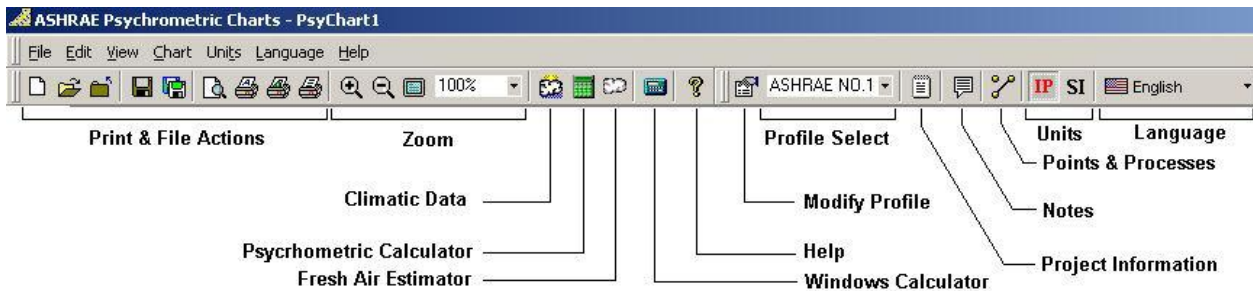 ASHRAE Psychrometric Charts - PsyChart1
File Edit View Chart Units Language Help
100% ASHRAE NO.1 IP SI English
Print & File Actions Zoom Profile Select Units Language
Points & Processes
Climatic Data Modify Profile Notes
Psycrhometric Calculator Help
Fresh Air Estimator Windows Calculator Project Information